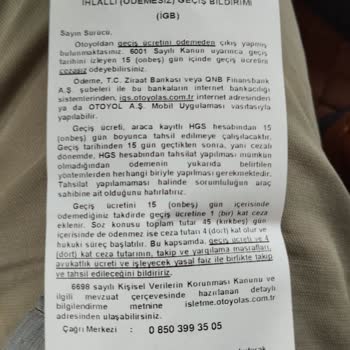 İHLALLİ (ÖDEMESİZ) GEÇİŞ BİLDİRİMİ
(İGB)
Sayın Sürücü,
Otoyoldan geçiş ücretini ödemeden çıkış yapmış
bulunmaktasınız. 6001 Sayılı Kanun uyarınca geçiş
tarihini izleyen 15 (onbeş) gün içinde geçiş ücretini
cezasız ödeyebilirsiniz.
Ödeme, T.C. Ziraat Bankası veya QNB Finansbank
A.Ş. şubeleri ile bu bankaların internet bankacılığı
sistemlerinden, igs.otoyolas.com.tr internet adresinden
ya da OTOYOL A.Ş. Mobil Uygulaması vasıtasıyla
yapılabilir.
Geçiş ücreti, araca kayıtlı HGS hesabından 15
(onbeş) gün boyunca tahsil edilmeye çalışılacaktır.
Geçiş tarihinden 15 gün geçtikten sonra, yani cezalı
dönemde, HGS hesabından tahsilat yapılması mümkün
olmadığından ödemenin yukarıda belirtilen
yöntemlerden herhangi biriyle yapılması gerekmektedir.
Tahsilat yapılamaması halinde sorumluluğun araç
sahibine ait olduğunu hatırlatırız.
Geçiş ücretini 15 (onbeş) gün içerisinde
ödemediğiniz takdirde geçiş ücretine 1 (bir) kat ceza
eklenir. Söz konusu toplam tutar 45 (kırkbeş) gün
içerisinde de ödenmez ise ceza tutarı 4 (dört) kat olur ve
hukuki süreç başlatılır. Bu kapsamda, geçiş ücreti ve 4
(dört) kat ceza tutarının, takip ve yargılama masrafları,
avukatlık ücreti ve işleyecek yasal faiz ile birlikte takip
ve tahsil edileceğini bildiririz.
6698 sayılı Kişisel Verilerin Korunması Kanunu ve
ilgili mevzuat çerçevesinde hazırlanan detaylı
bilgilendirme metnine isletme.otoyolas.com.tr
adresinden ulaşabilirsiniz.
Çağrı Merkezi : 0 850 399 35 05